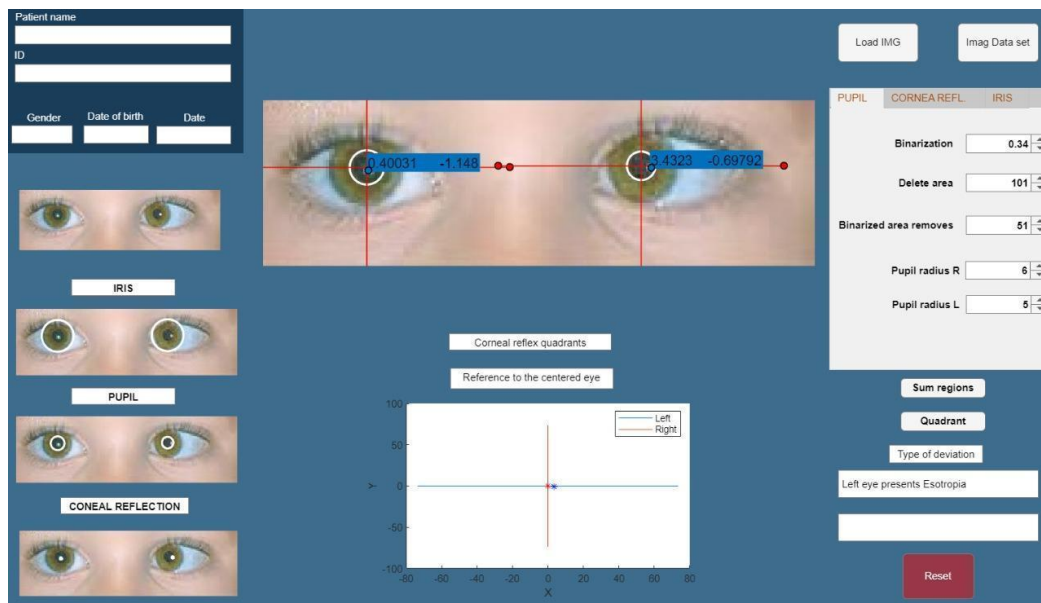 Patient name
ID
Gender Date of birth Date
IRIS
PUPIL
CONEAL REFLECTION
0.40031 -1.148
3.4323 -0.69792
Corneal reflex quadrants
Reference to the centered eye
100
50
0
-50
-100
Y
-80 -60 -40 -20 0 20 40 60 80
X
Left
Right
Load IMG
Imag Data set
PUPIL CORNEA REFL. IRIS
Binarization 0.34
Delete area 101
Binarized area removes 51
Pupil radius R 6
Pupil radius L 5
Sum regions
Quadrant
Type of deviation
Left eye presents Esotropia
Reset